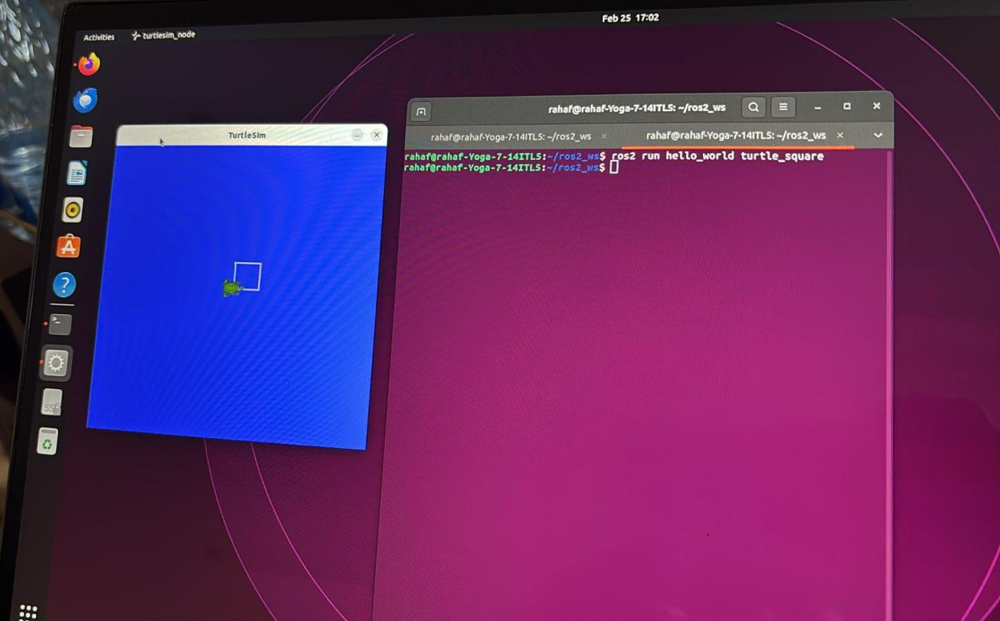 Feb 25 17:02
Activities
turtlesim_node
TurtleSim
rahaf@rahaf-Yoga-7-14ITL5: ~/ros2_ws
rahaf@rahaf-Yoga-7-14ITL5: ~/ros2_ws
rahaf@rahaf-Yoga-7-14ITL5: ~/ros2_ws
rahaf@rahaf-Yoga-7-14ITL5:~/ros2_ws$ ros2 run hello_world turtle_square
rahaf@rahaf-Yoga-7-14ITL5:~/ros2_ws$